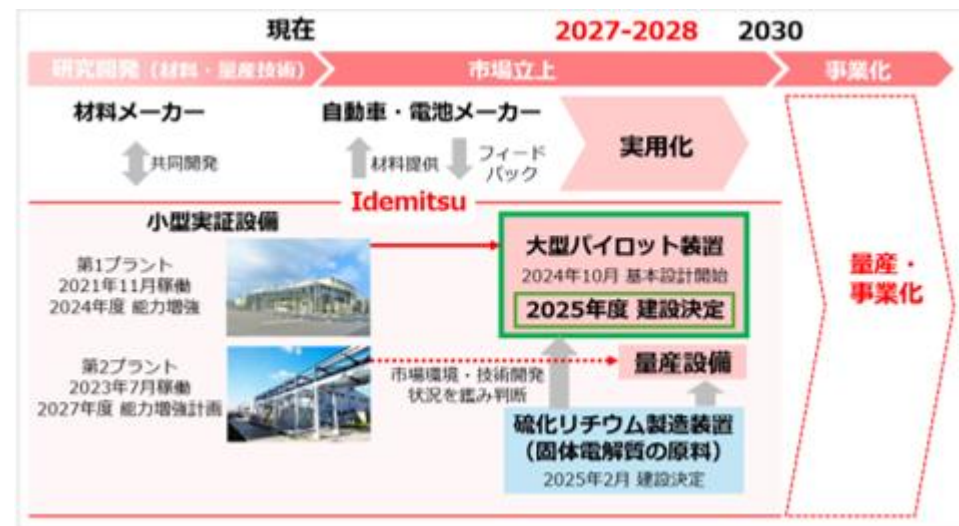 現在
2027-2028
2030
研究開発（材料・量産技術）
市場立上
事業化
材料メーカー
自動車・電池メーカー
共同開発
材料提供
フィード
バック
実用化
Idemitsu
小型実証設備
第1プラント
2021年11月稼働
2024年度 能力増強
大型パイロット装置
2024年10月 基本設計開始
2025年度 建設決定
量産・
事業化
第2プラント
2023年7月稼働
2027年度 能力増強計画
市場環境・技術開発
状況を鑑み判断
量産設備
硫化リチウム製造装置
（固体電解質の原料）
2025年2月 建設決定